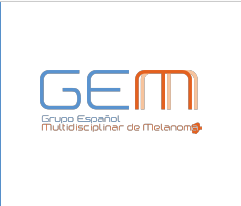 GEM
Grupo Español
Multidisciplinar de Melanoma